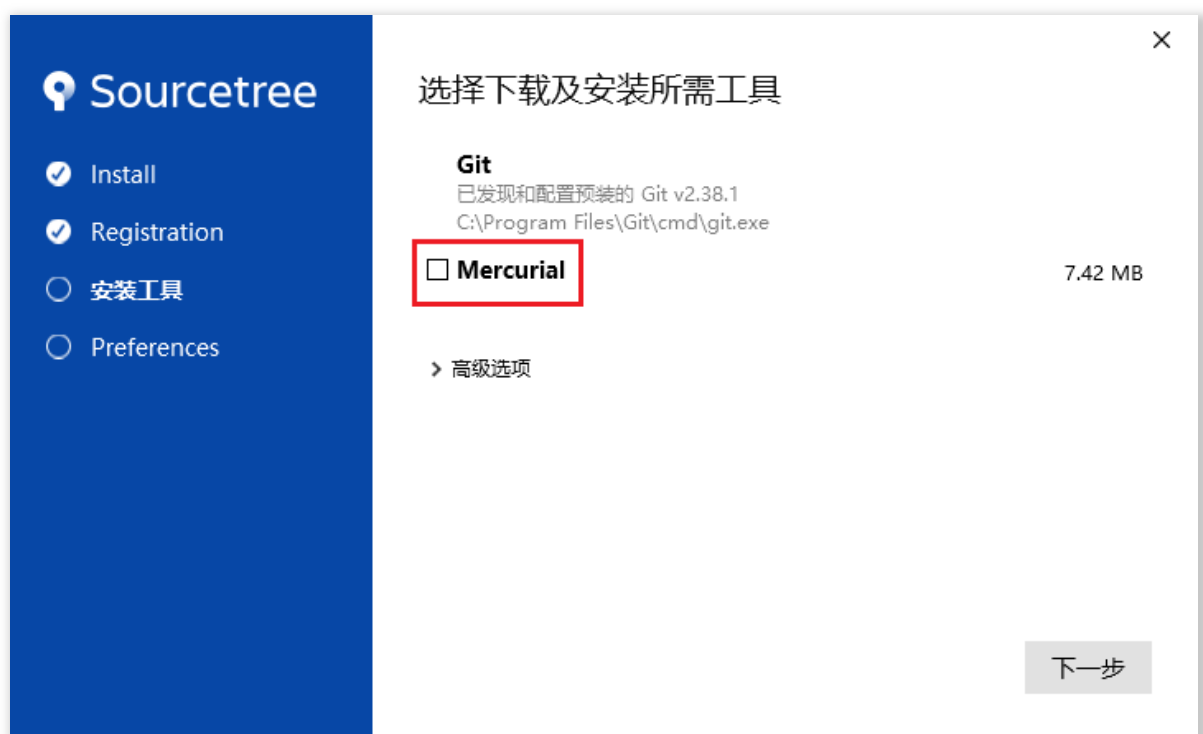 Sourcetree
Install
Registration
安装工具
Preferences
选择下载及安装所需工具
Git
已发现和配置预装的 Git v2.38.1
C:\Program Files\Git\cmd\git.exe
Mercurial
7.42 MB
高级选项
下一步